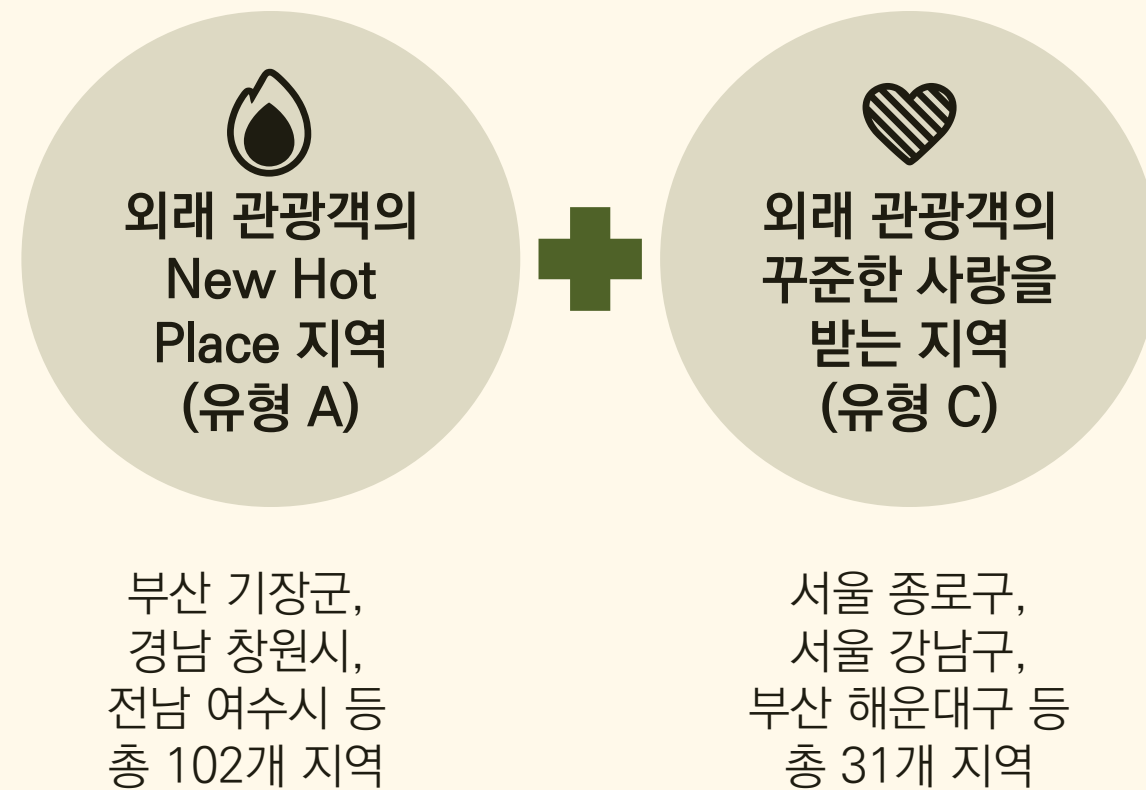 외래 관광객의
New Hot
Place 지역
(유형 A)
부산 기장군,
경남 창원시,
전남 여수시 등
총 102개 지역
외래 관광객의
꾸준한 사랑을
받는 지역
(유형 C)
서울 종로구,
서울 강남구,
부산 해운대구 등
총 31개 지역